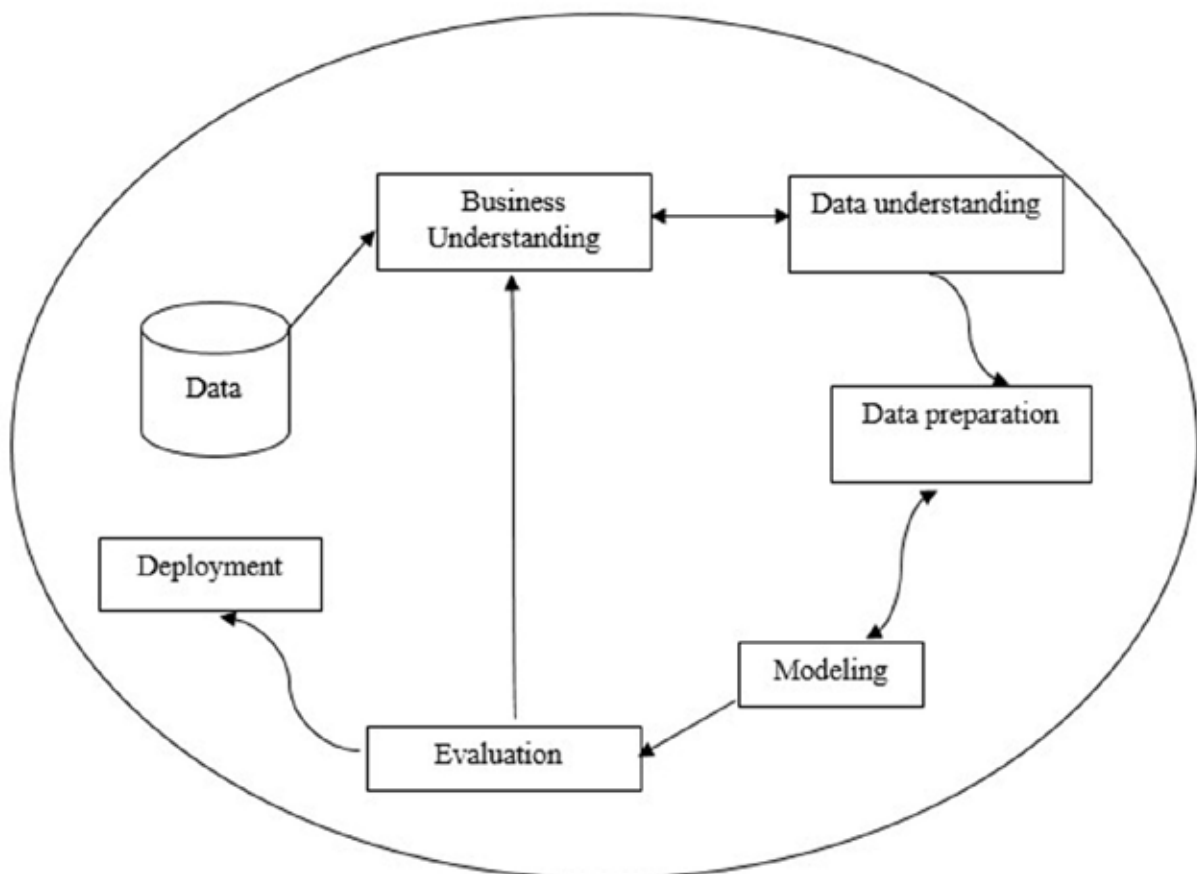 Business
Understanding
Data understanding
Data
Data preparation
Deployment
Modeling
Evaluation